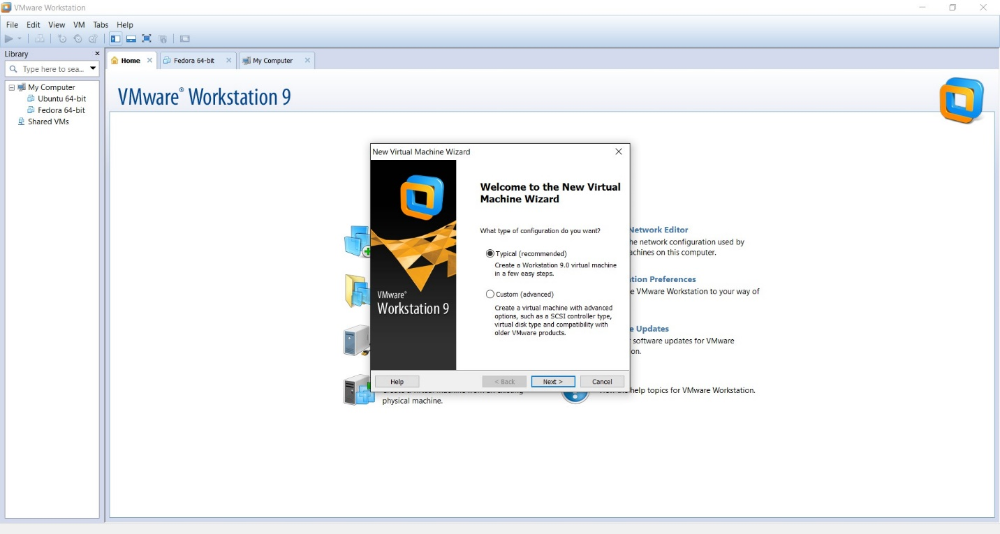 VMware Workstation
File Edit View VM Tabs Help
Library
Type here to sea...
My Computer
Ubuntu 64-bit
Fedora 64-bit
Shared VMs
Home
Fedora 64-bit
My Computer
VMware® Workstation 9
New Virtual Machine Wizard
VMware®
Workstation 9
Welcome to the New Virtual
Machine Wizard
What type of configuration do you want?
Typical (recommended)
Create a Workstation 9.0 virtual machine
in a few easy steps.
Custom (advanced)
Create a virtual machine with advanced
options, such as a SCSI controller type,
virtual disk type and compatibility with
older VMware products.
Help
< Back
Next >
Cancel
physical machine.
Network Editor
network configuration used by
on this computer.
Preferences
VMware Workstation to your way of
Updates
software updates for VMware
help topics for VMware Workstation.